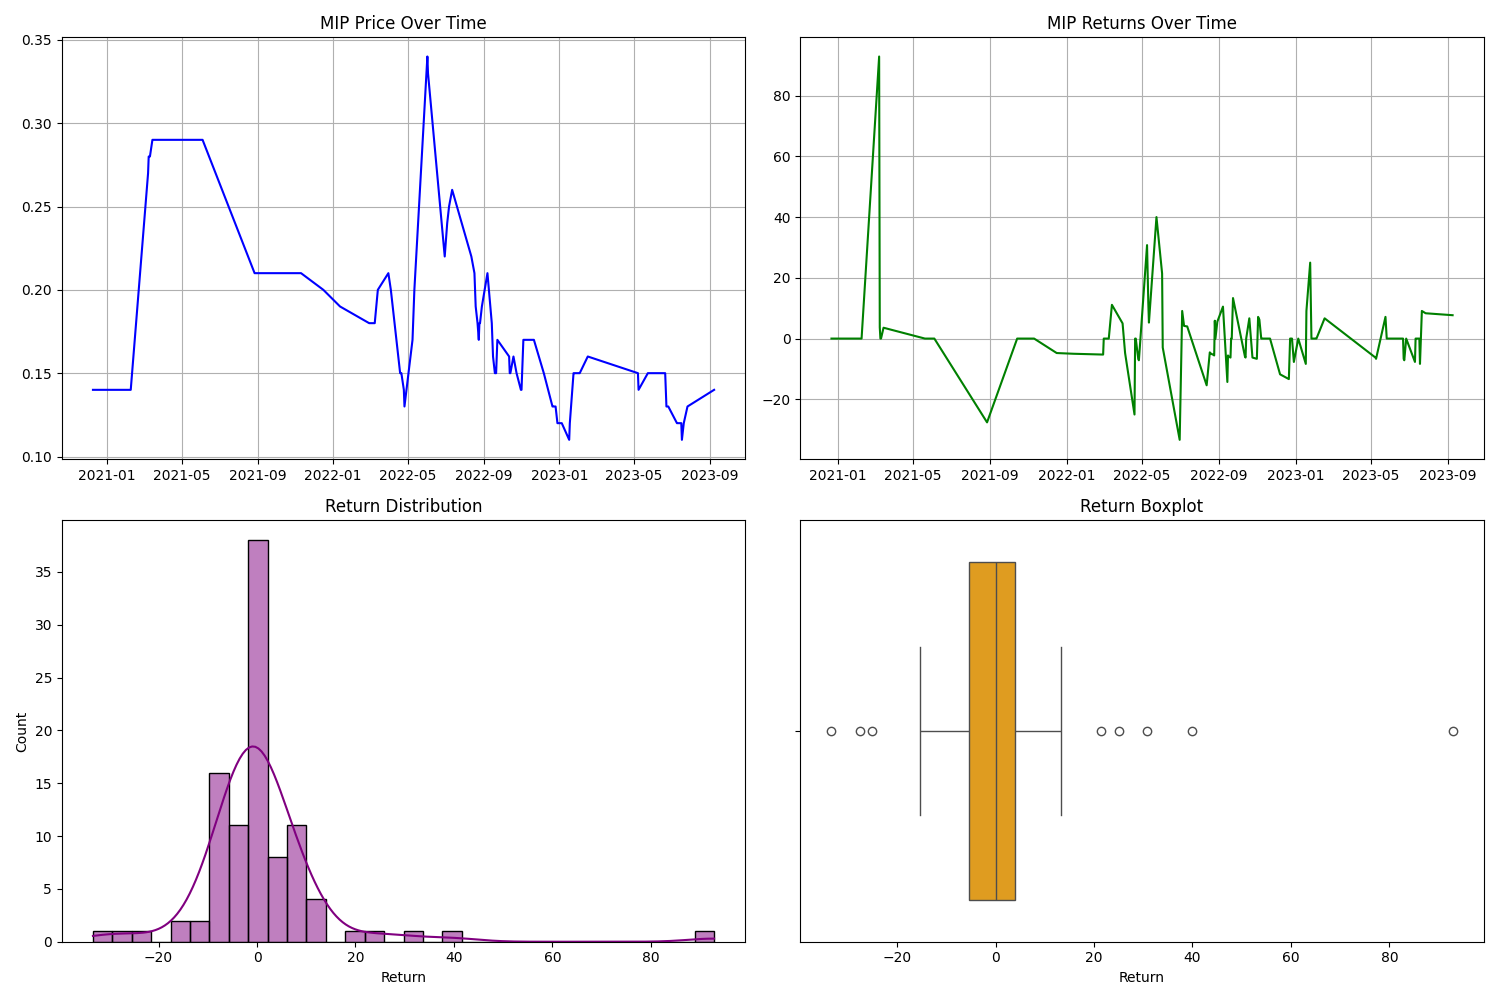 MIP Price Over Time
0.35
0.30
0.25
0.20
0.15
0.10
2021-01 2021-05 2021-09 2022-01 2022-05 2022-09 2023-01 2023-05 2023-09
MIP Returns Over Time
80
60
40
20
0
−20
2021-01 2021-05 2021-09 2022-01 2022-05 2022-09 2023-01 2023-05 2023-09
Return Distribution
Count
35
30
25
20
15
10
5
0
−20 0 20 40 60 80
Return
Return Boxplot
−20 0 20 40 60 80
Return